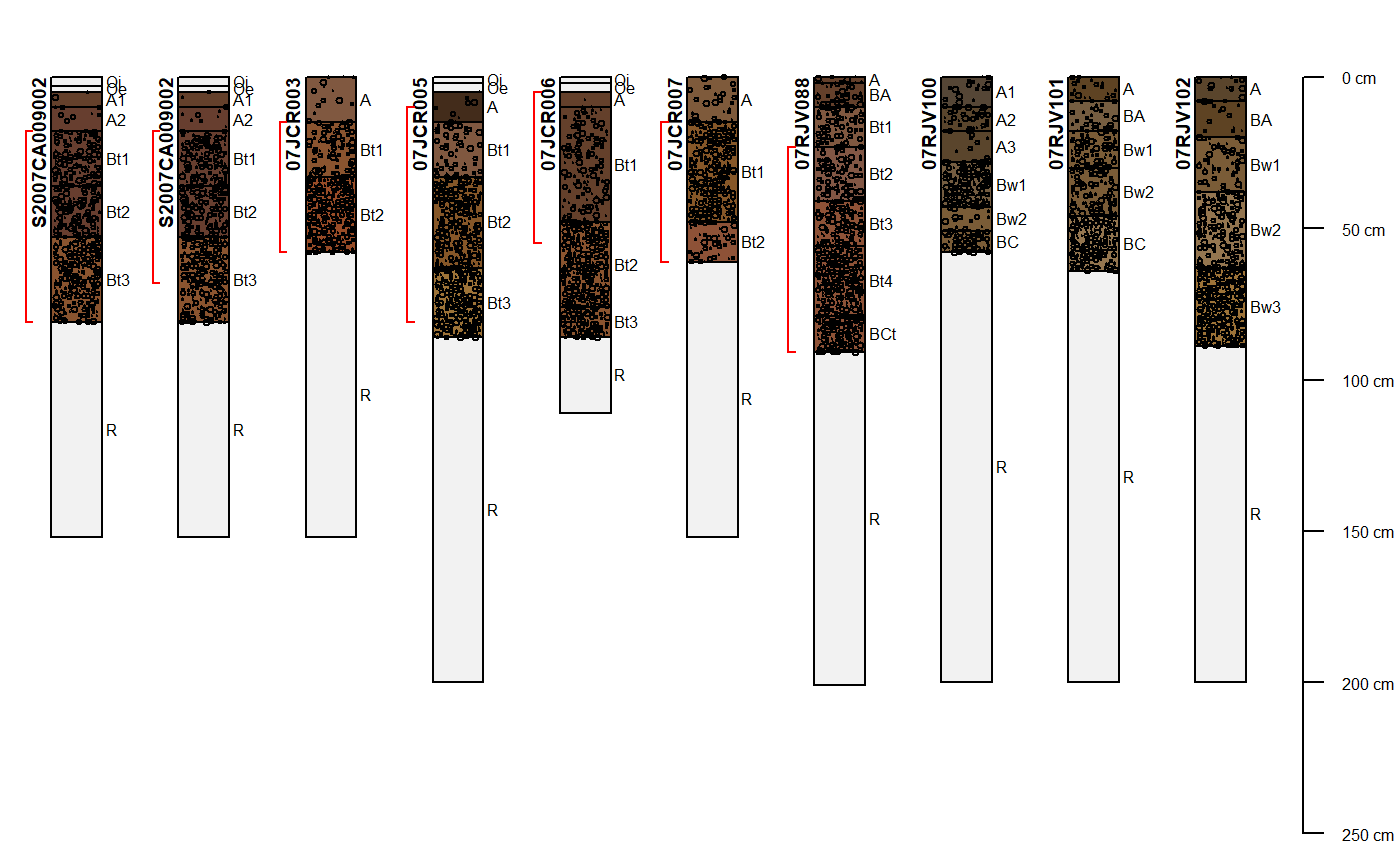 S2007CA009002
Oi
Oe
A1
A2
Bt1
Bt2
Bt3
R
S2007CA009002
Oi
Oe
A1
A2
Bt1
Bt2
Bt3
R
07JCR003
A
Bt1
Bt2
R
07JCR005
Oi
Oe
A
Bt1
Bt2
Bt3
R
07JCR006
Oi
Oe
A
Bt1
Bt2
Bt3
R
07JCR007
A
Bt1
Bt2
R
07RJV088
A
BA
Bt1
Bt2
Bt3
Bt4
BCt
R
07RJV100
A1
A2
A3
Bw1
Bw2
BC
R
07RJV101
A
BA
Bw1
Bw2
BC
R
07RJV102
A
BA
Bw1
Bw2
Bw3
R
0 cm
50 cm
100 cm
150 cm
200 cm
250 cm